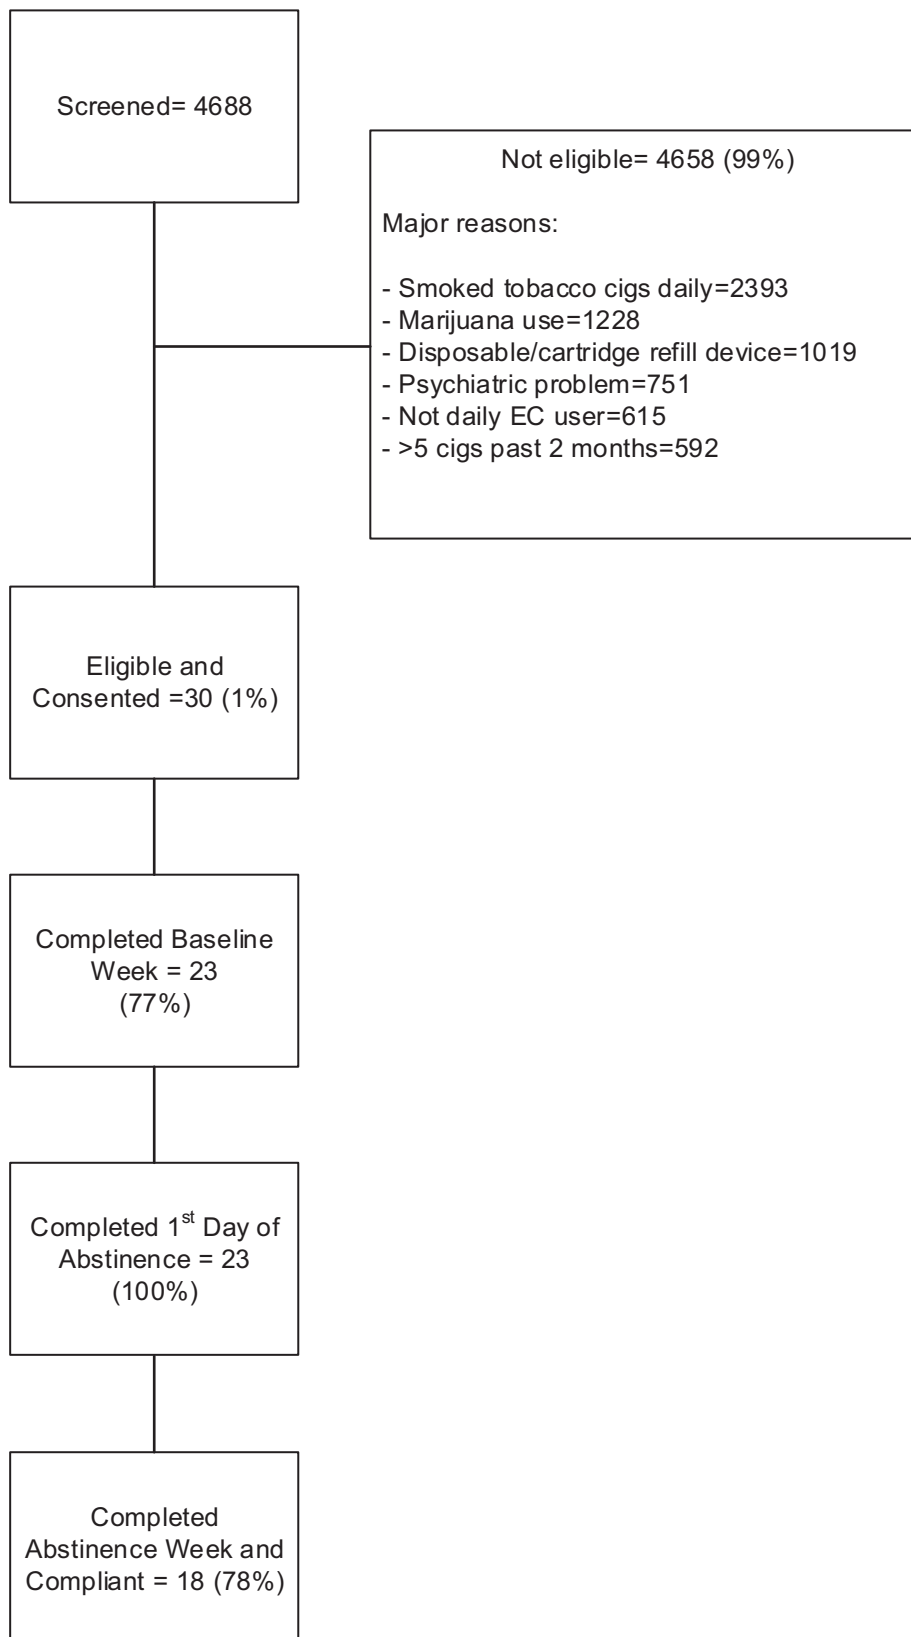 Screened= 4688
Not eligible= 4658 (99%)
Major reasons:
- Smoked tobacco cigs daily=2393
- Marijuana use=1228
- Disposable/cartridge refill device=1019
- Psychiatric problem=751
- Not daily EC user=615
- >5 cigs past 2 months=592
Eligible and
Consented =30 (1%)
Completed Baseline
Week = 23
(77%)
Completed 1st Day of
Abstinence = 23
(100%)
Completed
Abstinence Week and
Compliant = 18 (78%)